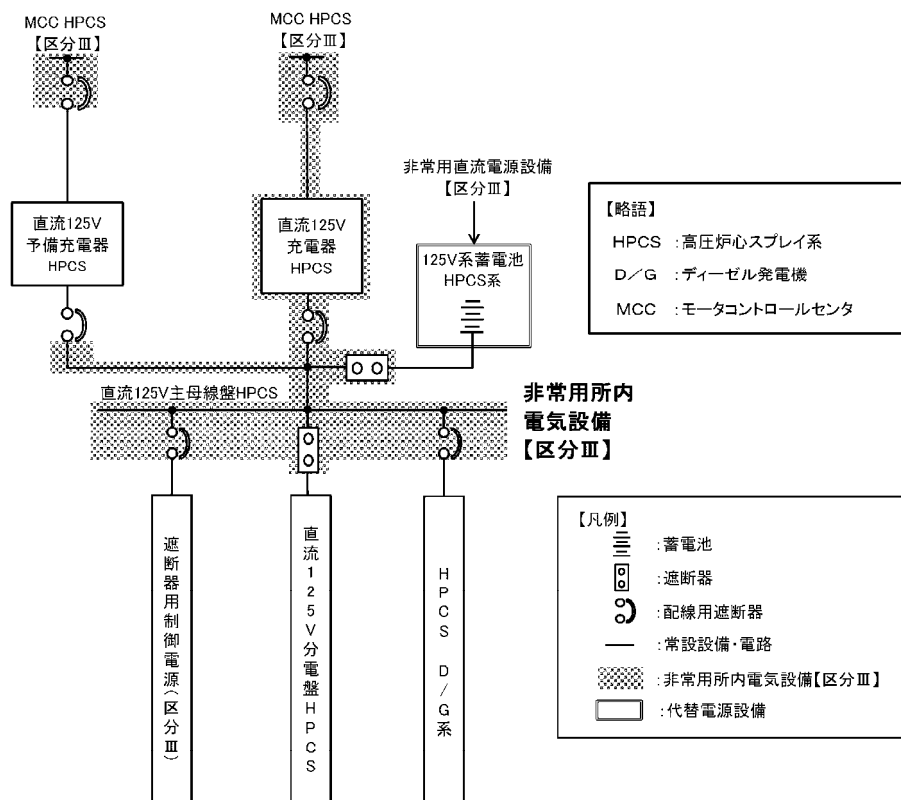 MCC HPCS
【区分Ⅲ】
MCC HPCS
【区分Ⅲ】
非常用直流電源設備
【区分Ⅲ】
直流125V
予備充電器
HPCS
直流125V
充電器
HPCS
125V系蓄電池
HPCS系
【略語】
HPCS :高圧炉心スプレイ系
D/G :ディーゼル発電機
MCC :モータコントロールセンタ
直流125V主母線盤HPCS
非常用所内
電気設備
【区分Ⅲ】
遮断器用制御電源(区分Ⅲ)
直流125V分電盤HPCS
HPCS D/G系
【凡例】
:蓄電池
:遮断器
:配線用遮断器
:常設設備・電路
:非常用所内電気設備【区分Ⅲ】
:代替電源設備